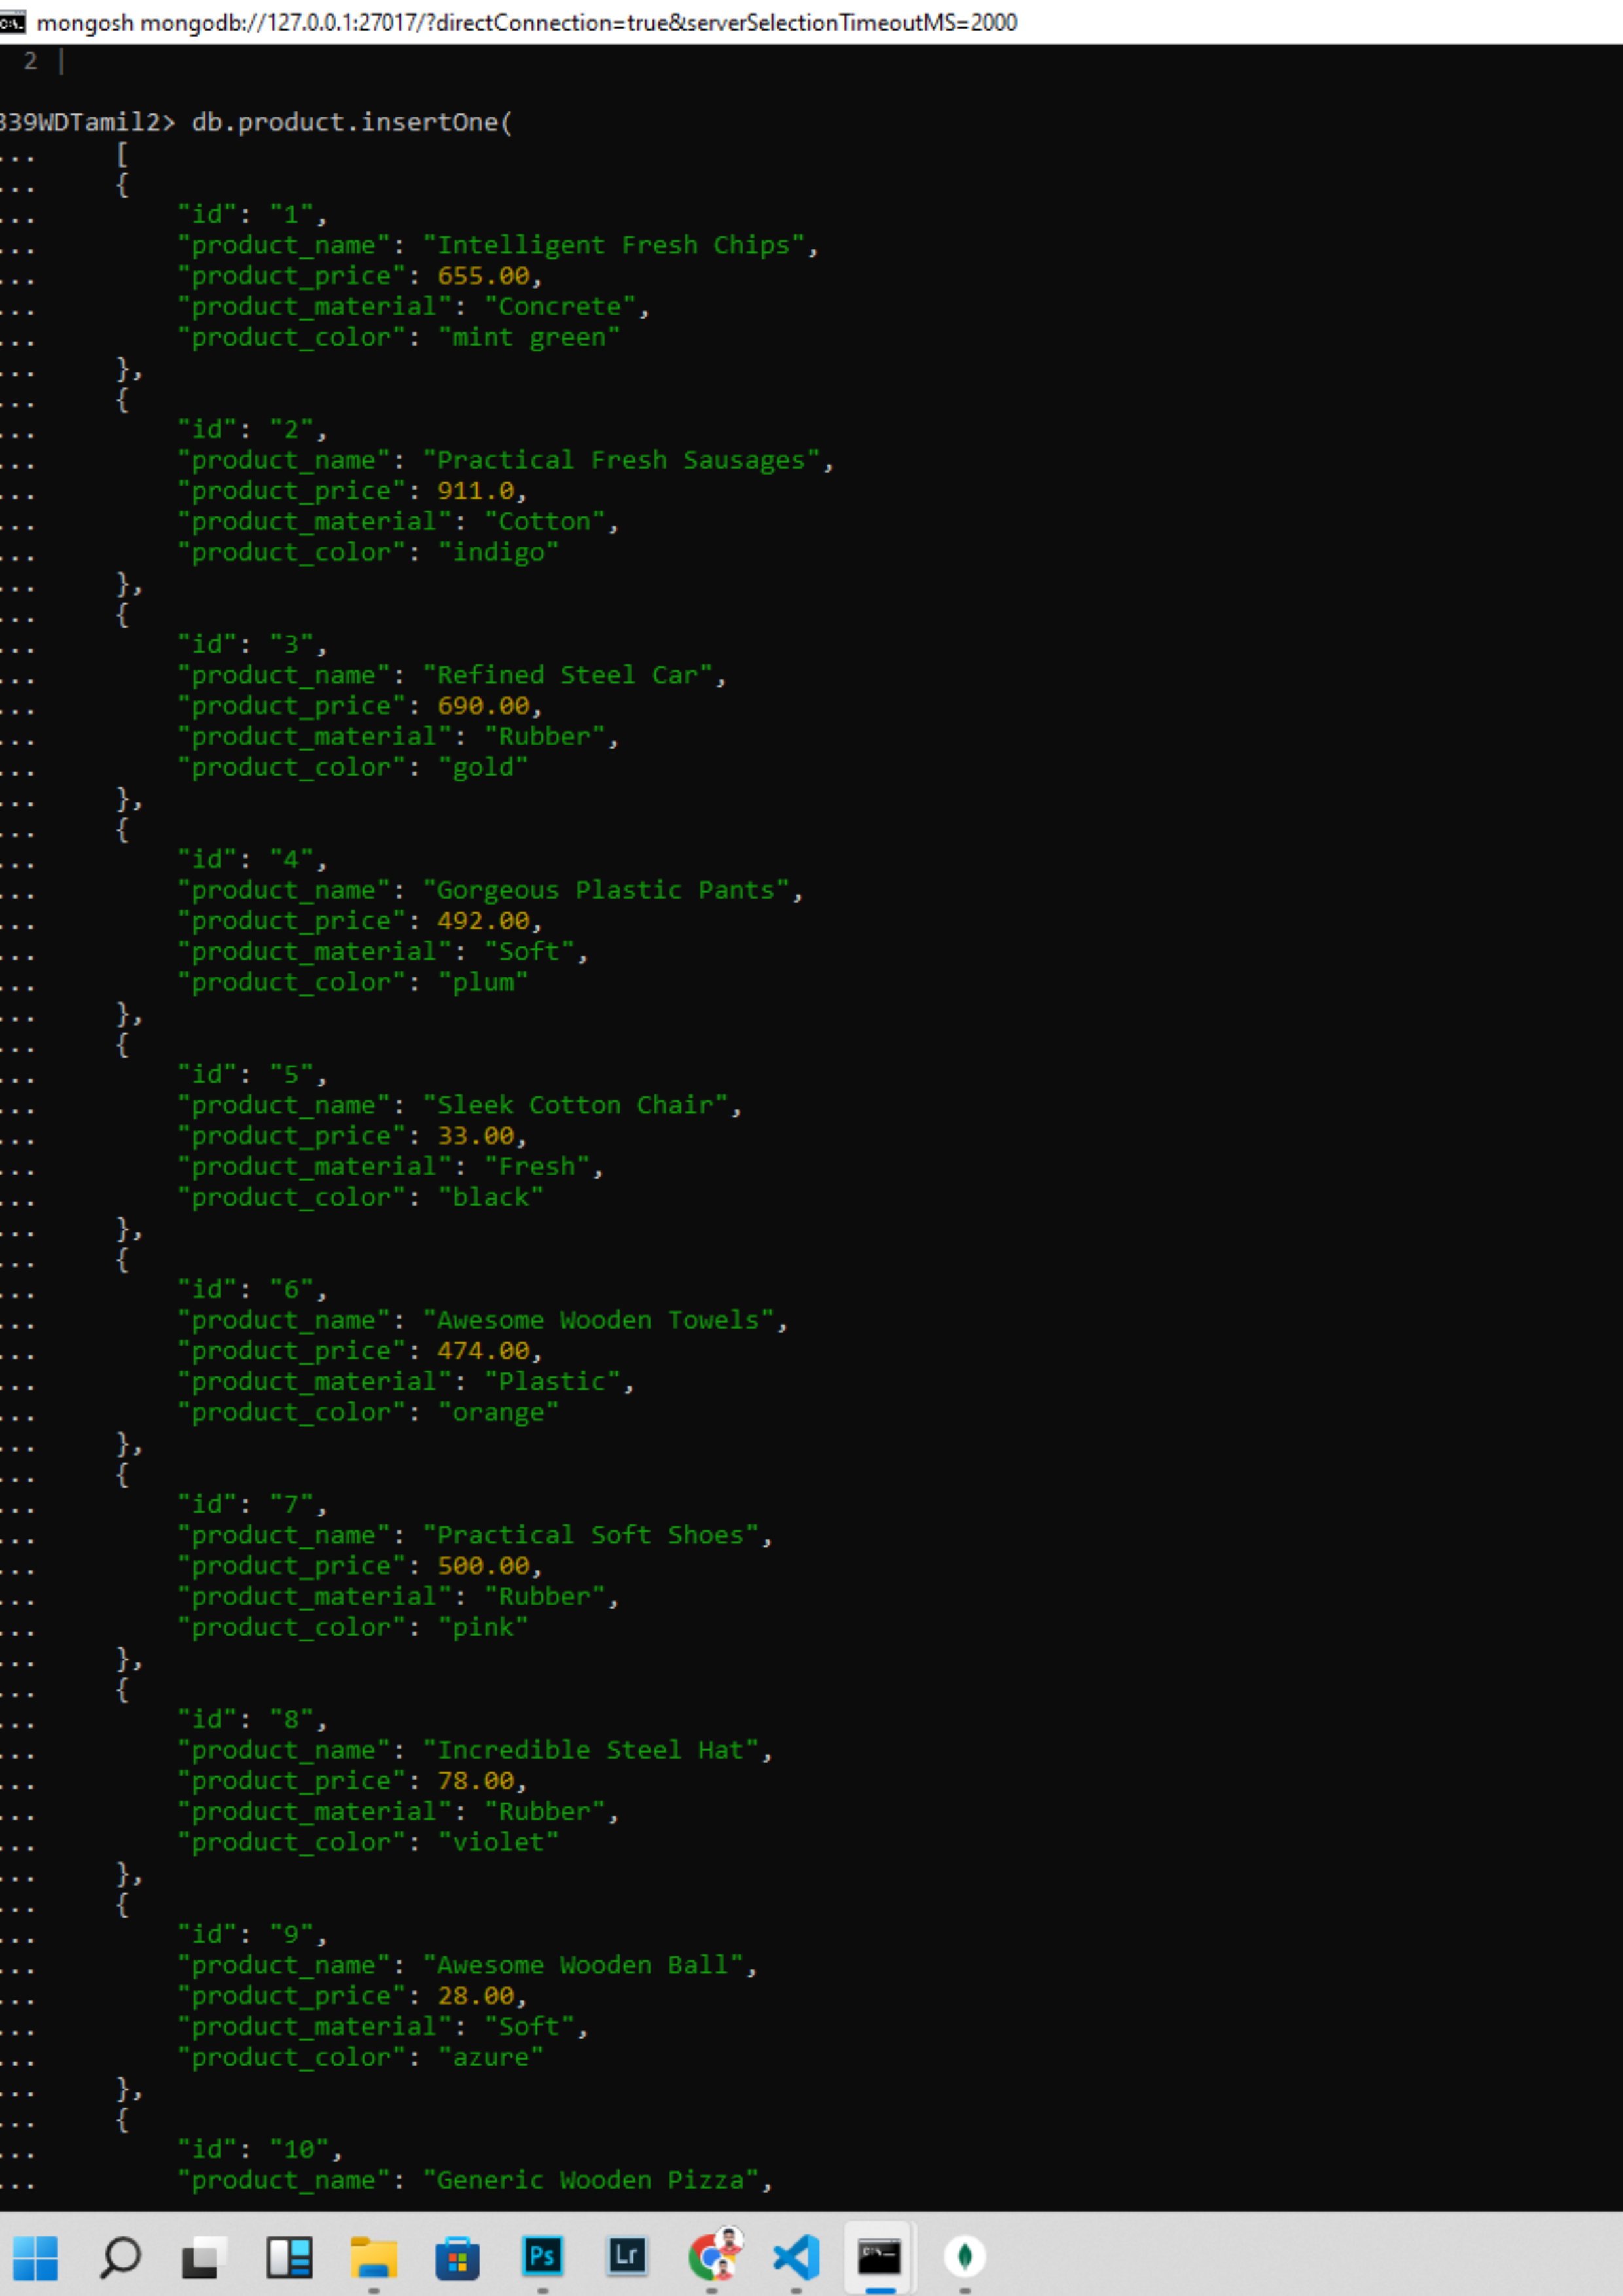 mongosh mongodb://127.0.0.1:27017/?directConnection=true&serverSelectionTimeoutMS=2000
2 |
B39WDTamil2> db.product.insertOne(
...     [
...     {
...         "id": "1",
...         "product_name": "Intelligent Fresh Chips",
...         "product_price": 655.00,
...         "product_material": "Concrete",
...         "product_color": "mint green"
...     },
...     {
...         "id": "2",
...         "product_name": "Practical Fresh Sausages",
...         "product_price": 911.0,
...         "product_material": "Cotton",
...         "product_color": "indigo"
...     },
...     {
...         "id": "3",
...         "product_name": "Refined Steel Car",
...         "product_price": 690.00,
...         "product_material": "Rubber",
...         "product_color": "gold"
...     },
...     {
...         "id": "4",
...         "product_name": "Gorgeous Plastic Pants",
...         "product_price": 492.00,
...         "product_material": "Soft",
...         "product_color": "plum"
...     },
...     {
...         "id": "5",
...         "product_name": "Sleek Cotton Chair",
...         "product_price": 33.00,
...         "product_material": "Fresh",
...         "product_color": "black"
...     },
...     {
...         "id": "6",
...         "product_name": "Awesome Wooden Towels",
...         "product_price": 474.00,
...         "product_material": "Plastic",
...         "product_color": "orange"
...     },
...     {
...         "id": "7",
...         "product_name": "Practical Soft Shoes",
...         "product_price": 500.00,
...         "product_material": "Rubber",
...         "product_color": "pink"
...     },
...     {
...         "id": "8",
...         "product_name": "Incredible Steel Hat",
...         "product_price": 78.00,
...         "product_material": "Rubber",
...         "product_color": "violet"
...     },
...     {
...         "id": "9",
...         "product_name": "Awesome Wooden Ball",
...         "product_price": 28.00,
...         "product_material": "Soft",
...         "product_color": "azure"
...     },
...     {
...         "id": "10",
...         "product_name": "Generic Wooden Pizza",
Ps
Lr